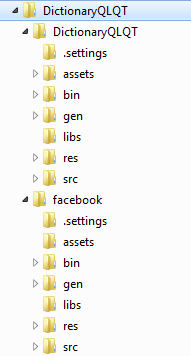 DictionaryQLQT
DictionaryQLQT
.settings
assets
bin
gen
libs
res
src
facebook
.settings
assets
bin
gen
libs
res
src